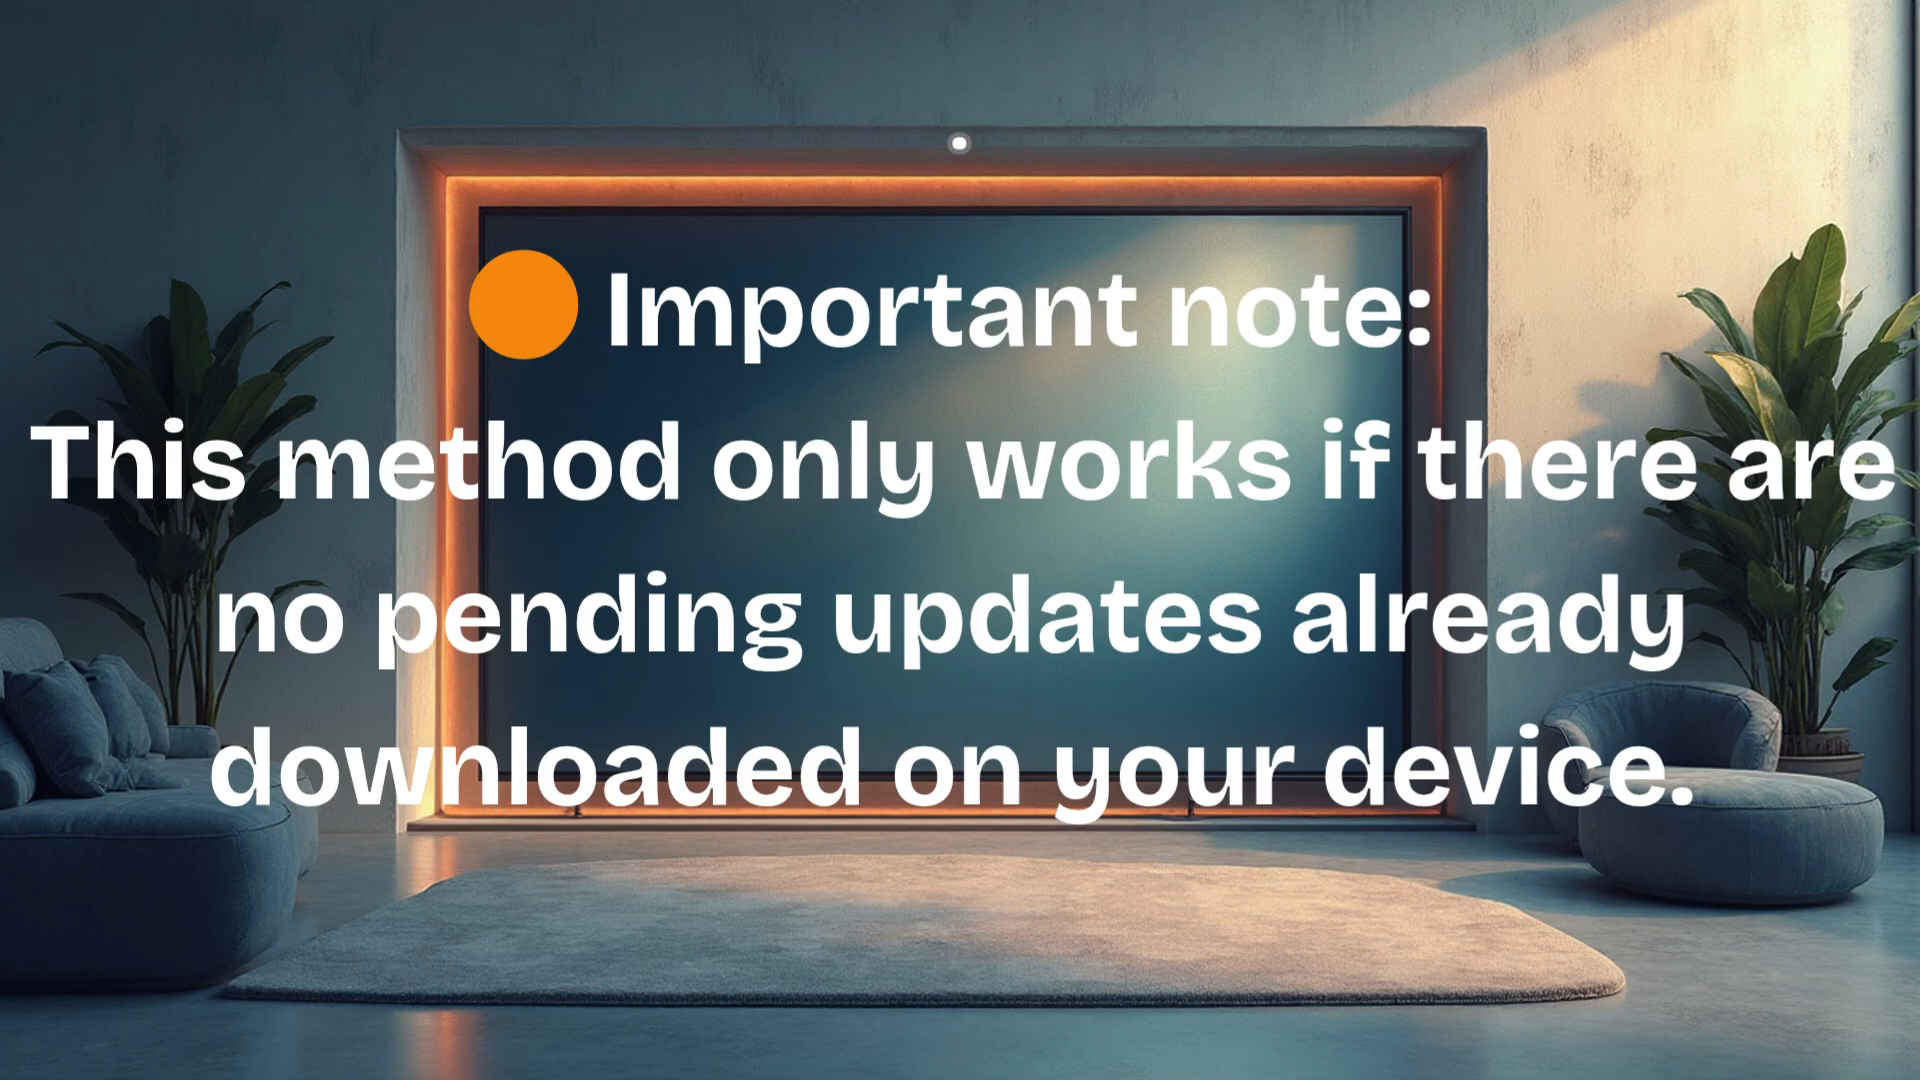 Important note:
This method only works if there are
no pending updates already
downloaded on your device.